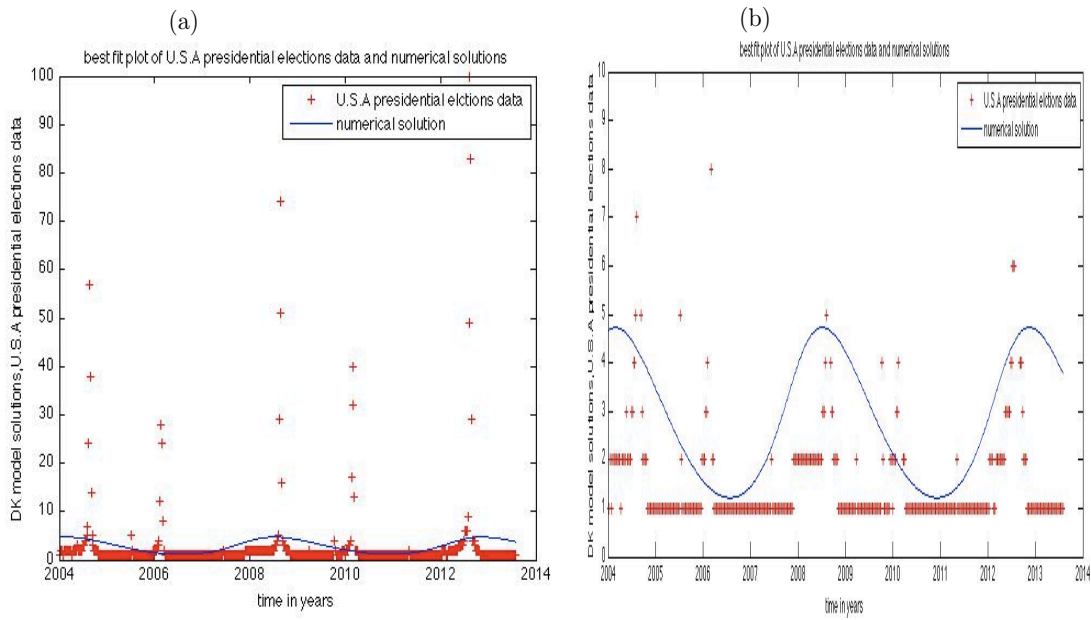 (a)
best fit plot of U.S.A presidential elections data and numerical solutions
DK model solutions,U.S.A presidential elections data
100
90
80
70
60
50
40
30
20
10
0
U.S.A presidential elctions data
numerical solution
2004 2006 2008 2010 2012 2014
time in years
(b)
best fit plot of U.S.A presidential elections data and numerical solutions
DK model solutions,U.S.A presidential elections data
10
9
8
7
6
5
4
3
2
1
0
U.S.A presidential elctions data
numerical solution
2004 2005 2006 2007 2008 2009 2010 2011 2012 2013 2014
time in years